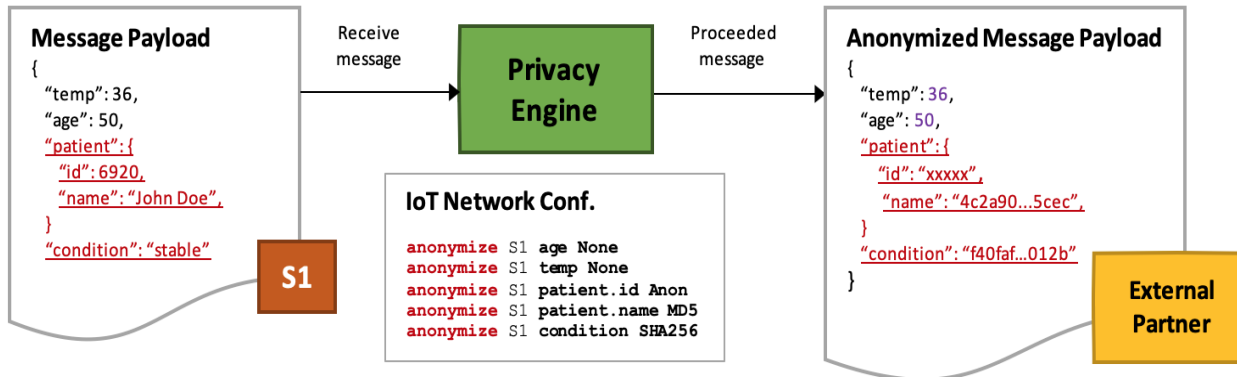 Message Payload
{
“temp”: 36,
“age”: 50,
“patient”: {
“id”: 6920,
“name”: “John Doe”,
}
“condition”: “stable”
S1
Receive
message
Privacy
Engine
Proceeded
message
IoT Network Conf.
anonymize S1 age None
anonymize S1 temp None
anonymize S1 patient.id Anon
anonymize S1 patient.name MD5
anonymize S1 condition SHA256
Anonymized Message Payload
{
“temp”: 36,
“age”: 50,
“patient”: {
“id”: “xxxxx”,
“name”: “4c2a90...5cec”,
}
“condition”: “f40faf...012b”
}
External
Partner